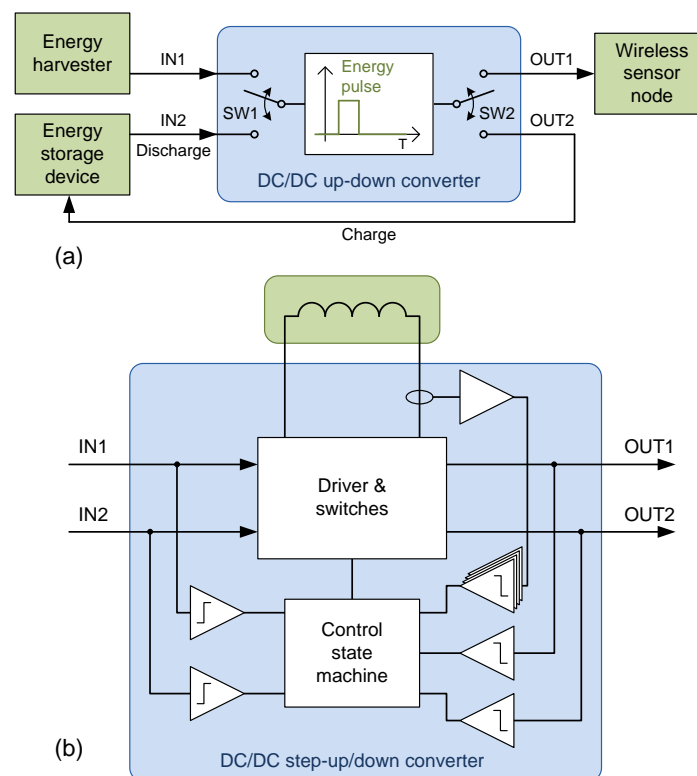 Energy
harvester
IN1
Energy
pulse
T
SW1
SW2
OUT1
Wireless
sensor
node
Energy
storage
device
IN2
Discharge
OUT2
DC/DC up-down converter
Charge
(a)
IN1
OUT1
Driver &
switches
IN2
OUT2
Control
state
machine
DC/DC step-up/down converter
(b)